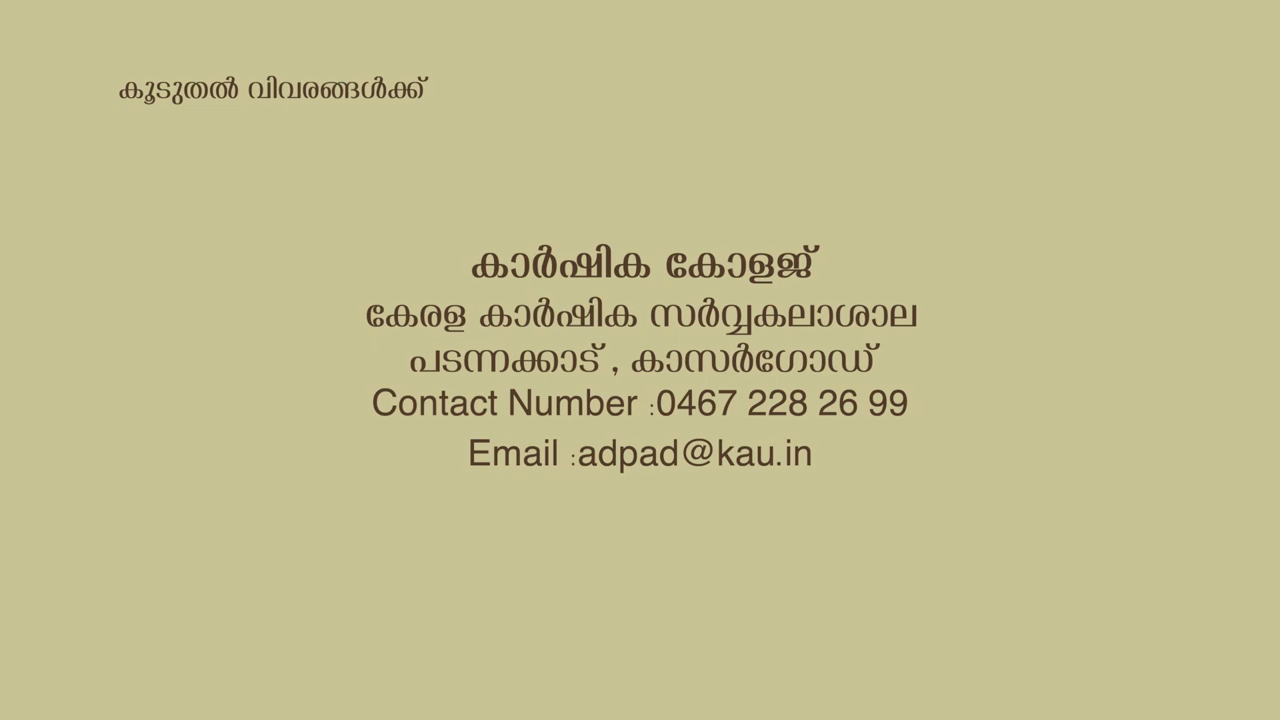 കൂടുതൽ വിവരങ്ങൾക്ക്
കാർഷിക കോളജ്
കേരള കാർഷിക സർവ്വകലാശാല
പടന്നക്കാട് , കാസർഗോഡ്
Contact Number :0467 228 26 99
Email :adpad@kau.in